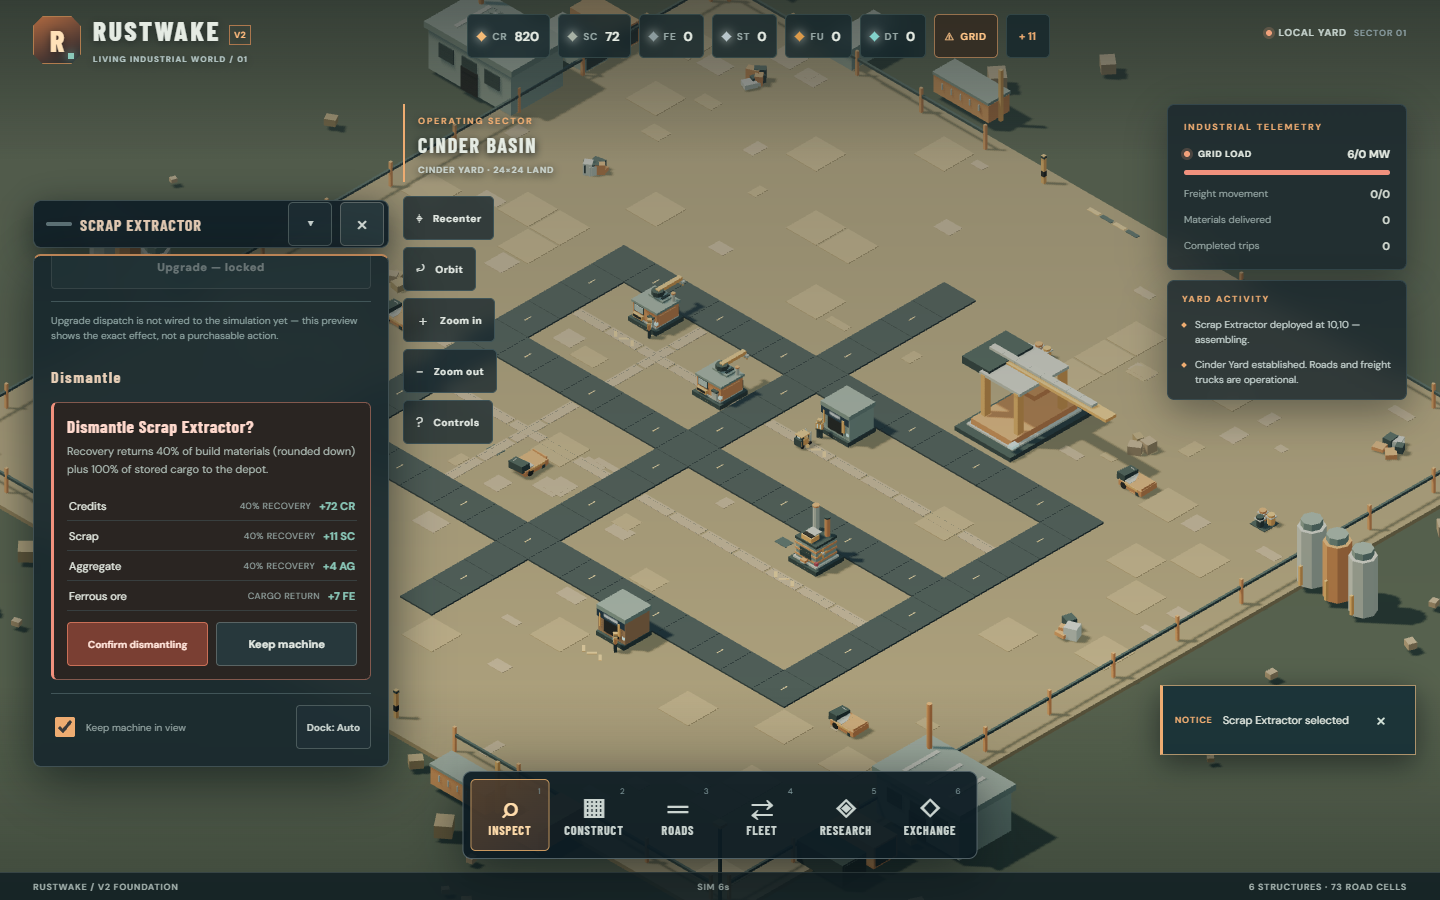 R
RUSTWAKE V2
LIVING INDUSTRIAL WORLD / 01
CR 820
SC 72
FE 0
ST 0
FU 0
DT 0
GRID
+ 11
LOCAL YARD SECTOR 01
OPERATING SECTOR
CINDER BASIN
CINDER YARD · 24×24 LAND
SCRAP EXTRACTOR
Upgrade — locked
Upgrade dispatch is not wired to the simulation yet — this preview
shows the exact effect, not a purchasable action.
Dismantle
Dismantle Scrap Extractor?
Recovery returns 40% of build materials (rounded down)
plus 100% of stored cargo to the depot.
Credits 40% RECOVERY +72 CR
Scrap 40% RECOVERY +11 SC
Aggregate 40% RECOVERY +4 AG
Ferrous ore CARGO RETURN +7 FE
Confirm dismantling
Keep machine
Keep machine in view
Dock: Auto
Recenter
Orbit
+ Zoom in
− Zoom out
? Controls
INDUSTRIAL TELEMETRY
GRID LOAD 6/0 MW
Freight movement 0/0
Materials delivered 0
Completed trips 0
YARD ACTIVITY
Scrap Extractor deployed at 10,10 —
assembling.
Cinder Yard established. Roads and freight
trucks are operational.
NOTICE Scrap Extractor selected ×
1
INSPECT
2
CONSTRUCT
3
ROADS
4
FLEET
5
RESEARCH
6
EXCHANGE
RUSTWAKE / V2 FOUNDATION
SIM 6s
6 STRUCTURES · 73 ROAD CELLS